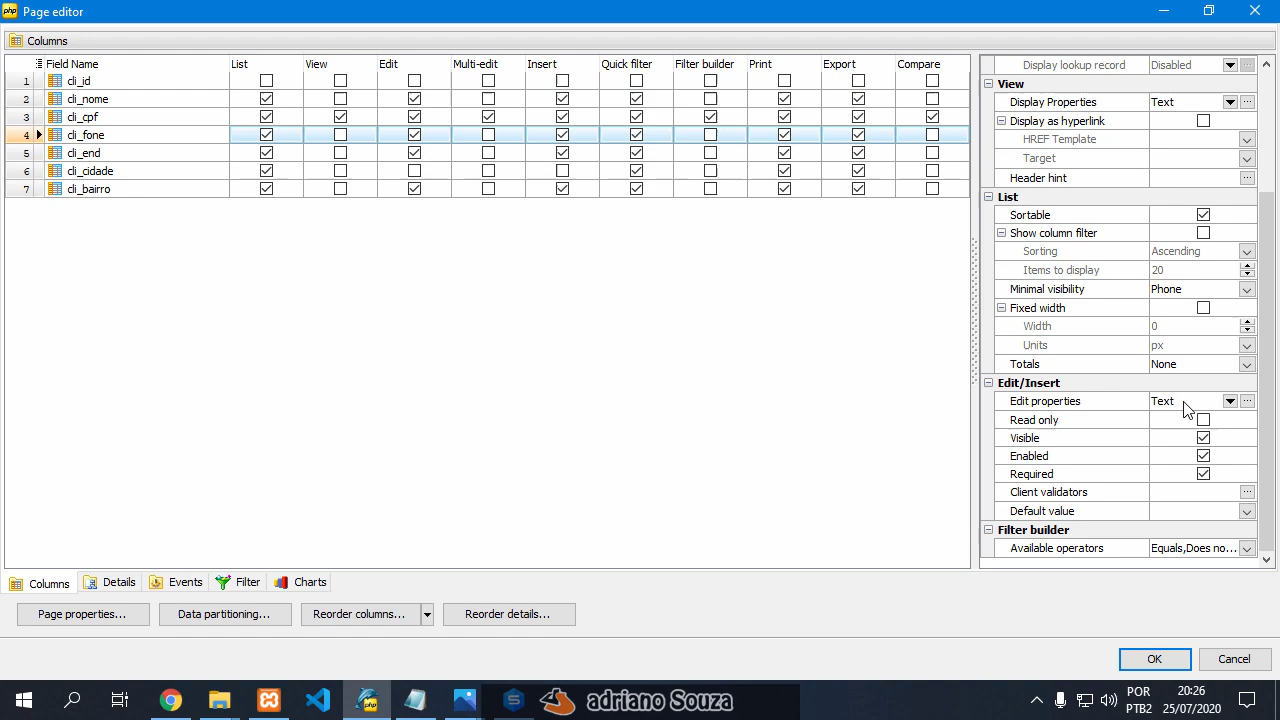 Page editor
Columns
Field Name List View Edit Multi-edit Insert Quick filter Filter builder Print Export Compare
1 cli_id
2 cli_nome
3 cli_cpf
4 cli_fone
5 cli_end
6 cli_cidade
7 cli_bairro
Display lookup record Disabled
View
Display Properties Text
Display as hyperlink
HREF Template
Target
Header hint
List
Sortable
Show column filter
Sorting Ascending
Items to display 20
Minimal visibility Phone
Fixed width
Width 0
Units px
Totals None
Edit/Insert
Edit properties Text
Read only
Visible
Enabled
Required
Client validators
Default value
Filter builder
Available operators Equals,Does no...
Columns Details Events Filter Charts
Page properties... Data partitioning... Reorder columns... Reorder details...
OK Cancel
php
adriano Souza
POR
PTB2
20:26
25/07/2020